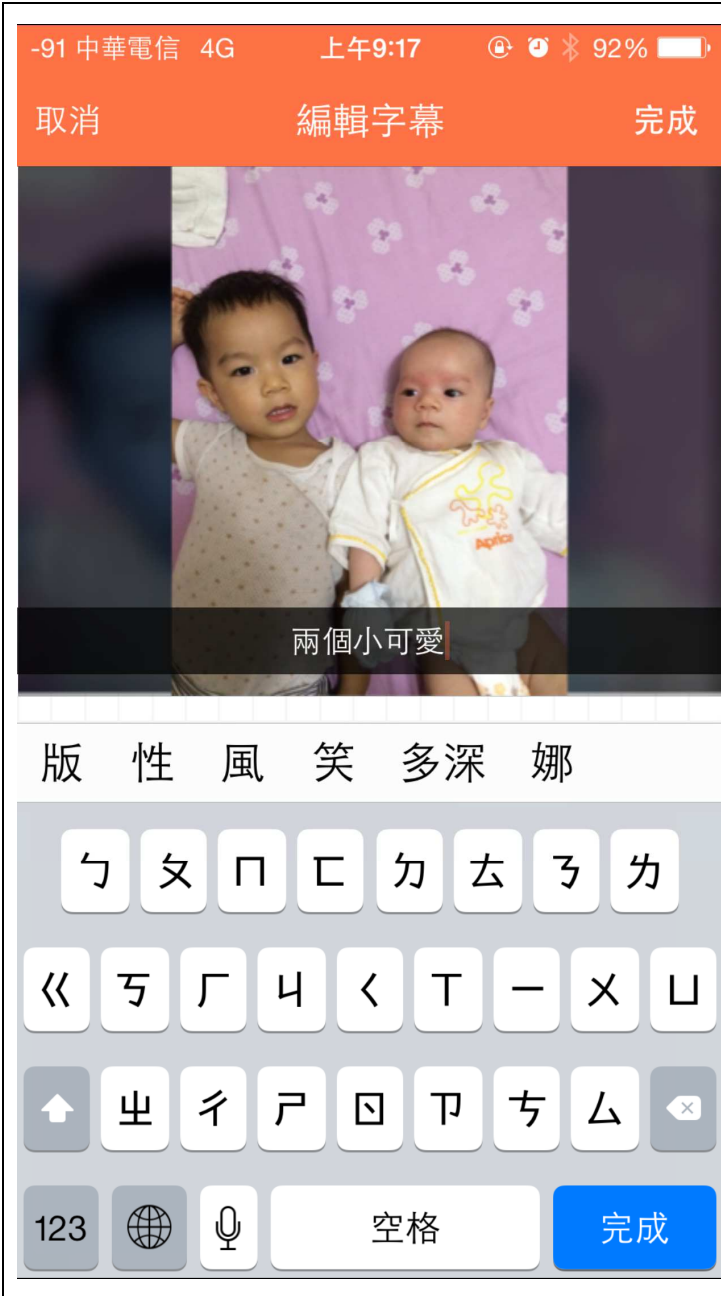 -91 中華電信 4G 上午9:17 92%
取消 編輯字幕 完成
Aprica
兩個小可愛
版 性 風 笑 多深 娜
ㄅ ㄆ ㄇ ㄈ ㄉ ㄊ ㄋ ㄌ
ㄍ ㄎ ㄏ ㄐ ㄑ ㄒ ㄧ ㄨ ㄩ
ㄓ ㄔ ㄕ ㄖ ㄗ ㄘ ㄙ
123 空格 完成